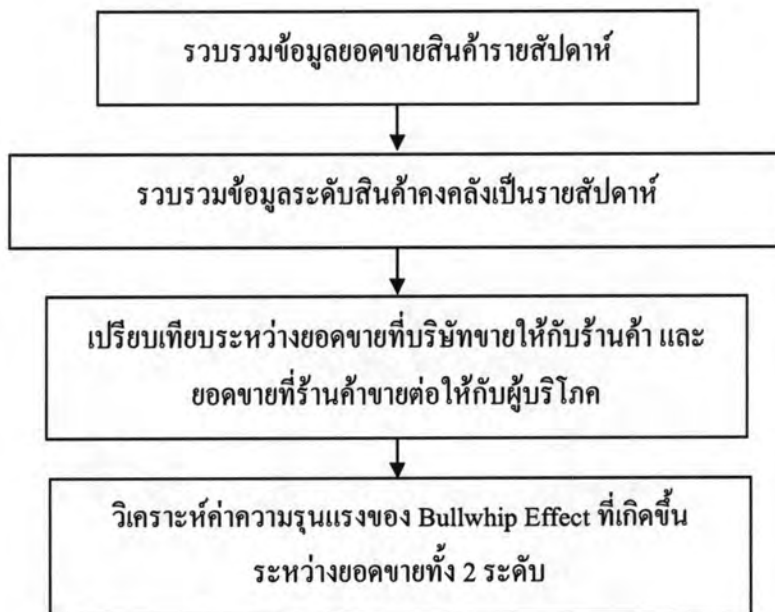 รวบรวมข้อมูลยอดขายสินค้ารายสัปดาห์
รวบรวมข้อมูลระดับสินค้าคงคลังเป็นรายสัปดาห์
เปรียบเทียบระหว่างยอดขายที่บริษัทขายให้กับร้านค้า และ
ยอดขายที่ร้านค้าขายต่อให้กับผู้บริโภค
วิเคราะห์ค่าความรุนแรงของ Bullwhip Effect ที่เกิดขึ้น
ระหว่างยอดขายทั้ง 2 ระดับ